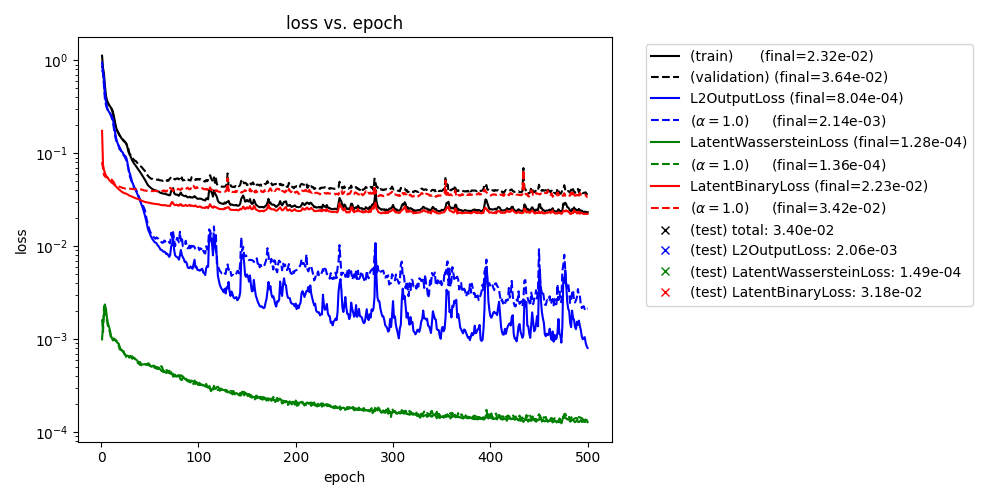 loss vs. epoch
loss
10⁰
10⁻¹
10⁻²
10⁻³
10⁻⁴
0 100 200 300 400 500
epoch
(train) (final=2.32e-02)
(validation) (final=3.64e-02)
L2OutputLoss (final=8.04e-04)
(α = 1.0) (final=2.14e-03)
LatentWassersteinLoss (final=1.28e-04)
(α = 1.0) (final=1.36e-04)
LatentBinaryLoss (final=2.23e-02)
(α = 1.0) (final=3.42e-02)
(test) total: 3.40e-02
(test) L2OutputLoss: 2.06e-03
(test) LatentWassersteinLoss: 1.49e-04
(test) LatentBinaryLoss: 3.18e-02